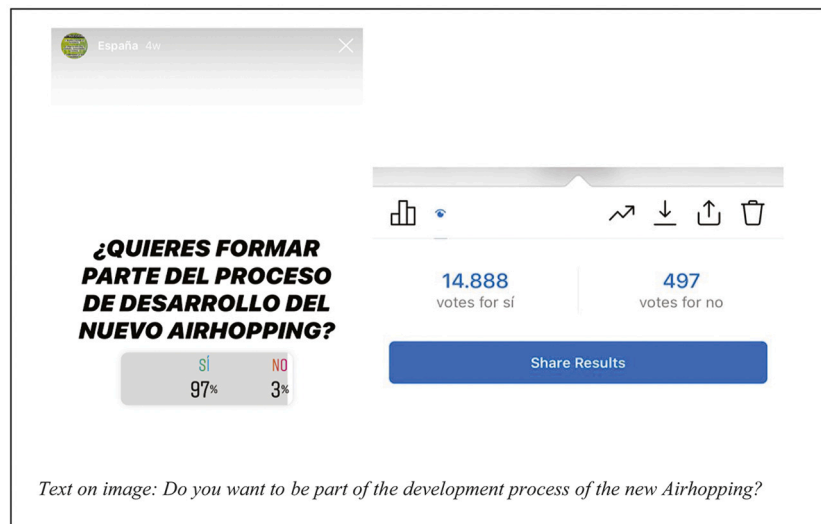 España 4w
¿QUIERES FORMAR
PARTE DEL PROCESO
DE DESARROLLO DEL
NUEVO AIRHOPPING?
SÍ NO
97% 3%
14.888 497
votes for sí votes for no
Share Results
Text on image: Do you want to be part of the development process of the new Airhopping?